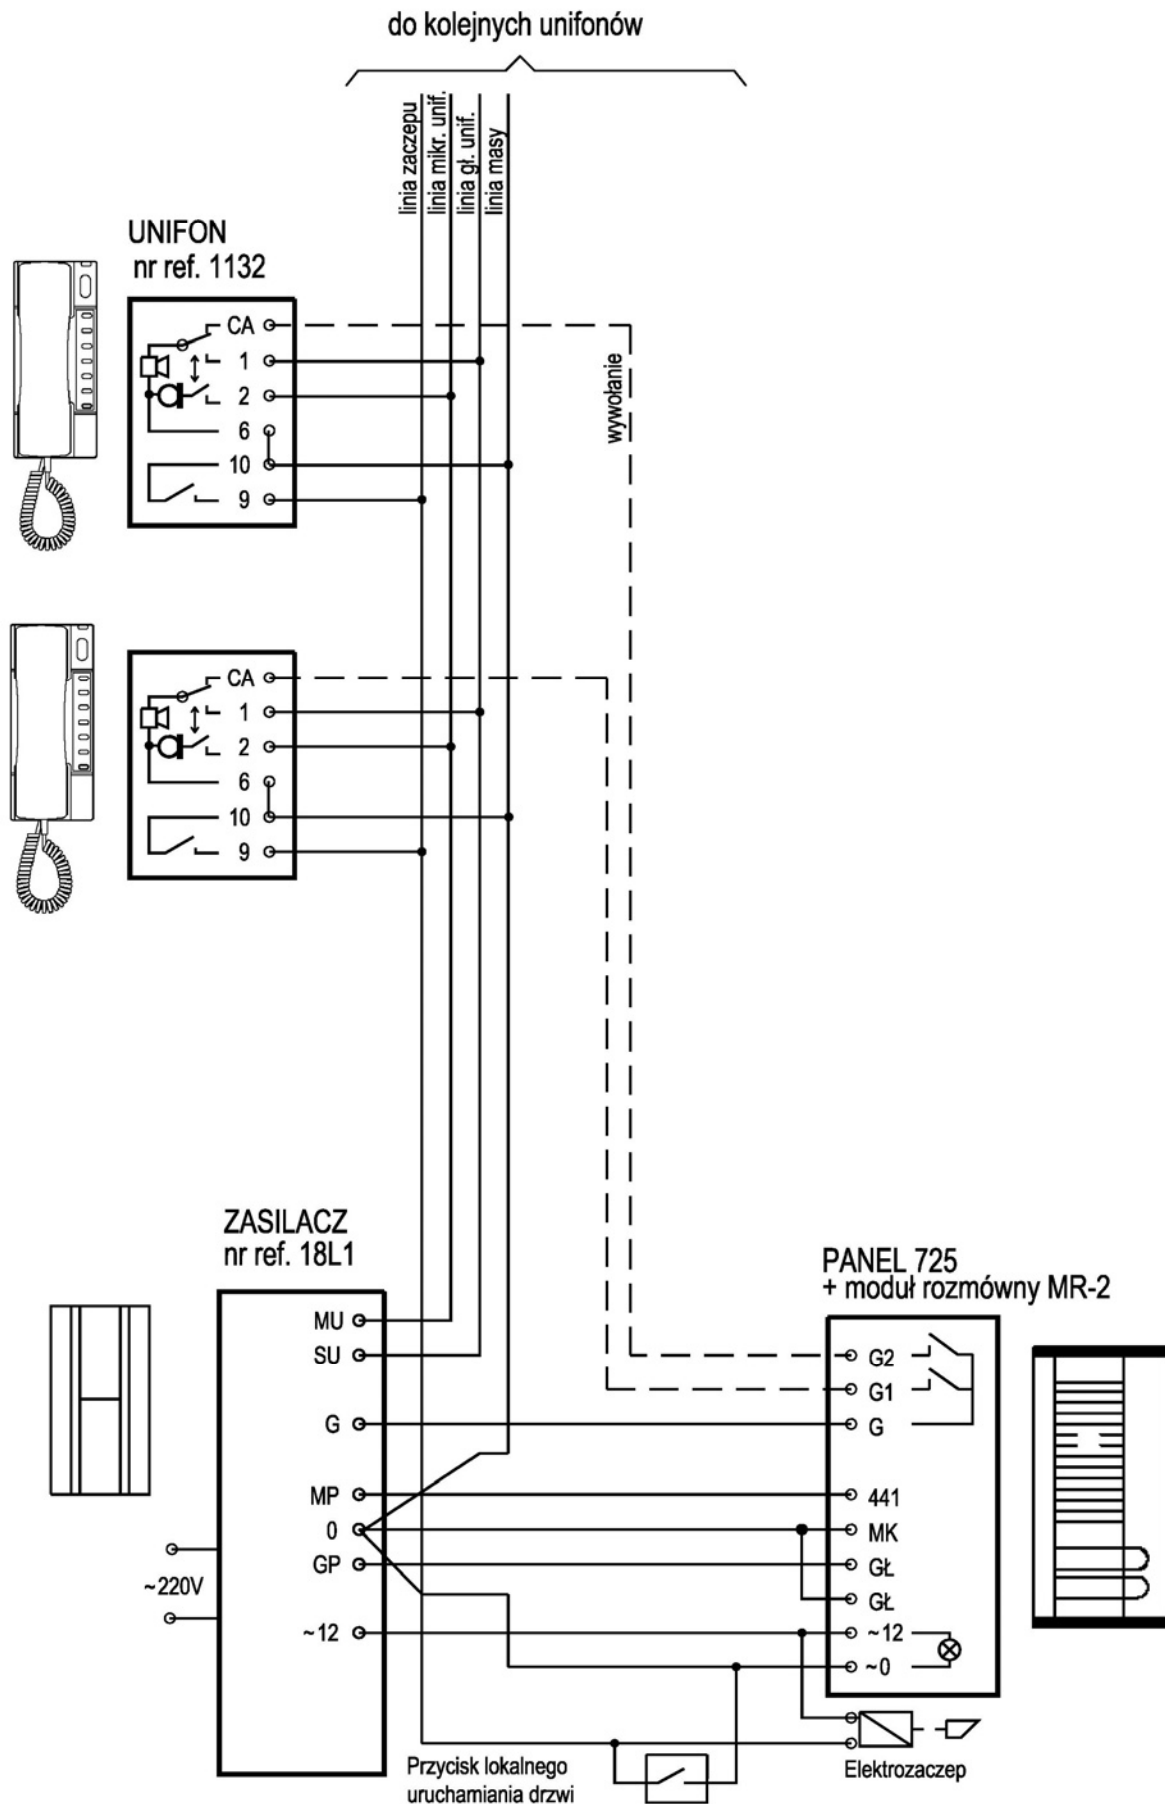 do kolejnych unifonów
linia zaczepu
linia mikr. unif.
linia gł. unif.
linia masy
UNIFON
nr ref. 1132
CA
1
2
6
10
9
wywołanie
CA
1
2
6
10
9
ZASILACZ
nr ref. 18L1
MU
SU
G
MP
0
GP
~12
~220V
PANEL 725
+ moduł rozmówny MR-2
G2
G1
G
441
MK
GŁ
GŁ
~12
~0
Przycisk lokalnego
uruchamiania drzwi
Elektrozaczep